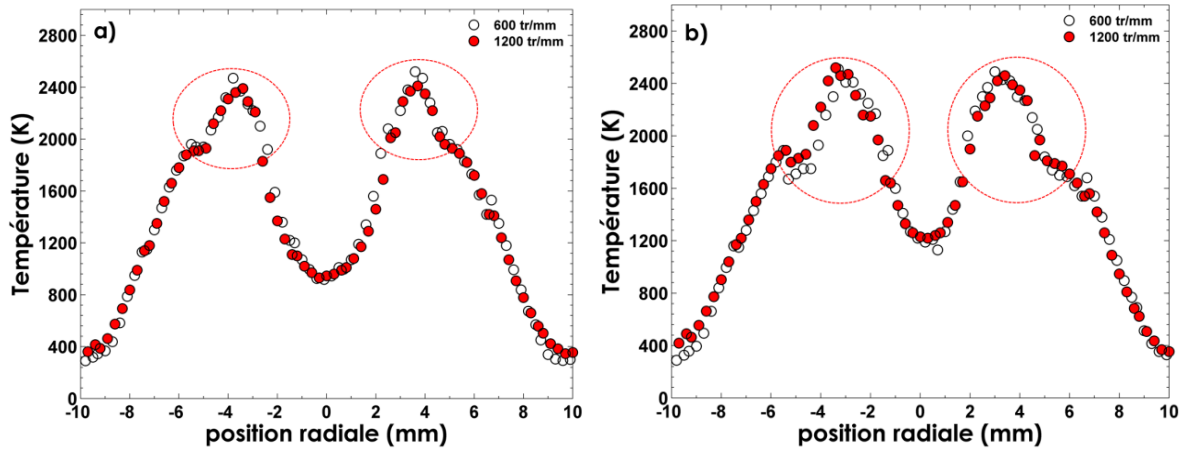 a)
600 tr/mm
1200 tr/mm
Température (K)
2800
2400
2000
1600
1200
800
400
0
-10 -8 -6 -4 -2 0 2 4 6 8 10
position radiale (mm)
b)
600 tr/mm
1200 tr/mm
Température (K)
2800
2400
2000
1600
1200
800
400
0
-10 -8 -6 -4 -2 0 2 4 6 8 10
position radiale (mm)